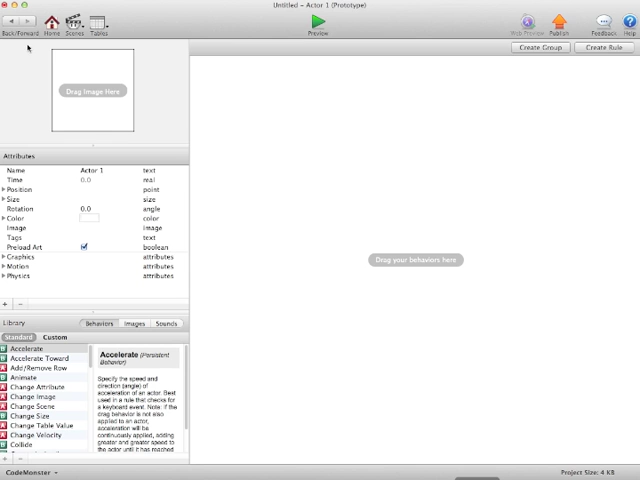 Untitled – Actor 1 (Prototype)
Back/Forward Home Scenes Tables Preview Web Preview Publish Feedback Help
Create Group Create Rule
Drag Image Here
Attributes
Name Actor 1 text
Time 0.0 real
Position point
Size size
Rotation 0.0 angle
Color color
Image image
Tags text
Preload Art boolean
Graphics attributes
Motion attributes
Physics attributes
Drag your behaviors here
+ −
Library Behaviors Images Sounds
Standard Custom
B Accelerate
B Accelerate Toward
A Add/Remove Row
B Animate
A Change Attribute
A Change Image
A Change Scene
A Change Size
A Change Table Value
A Change Velocity
B Collide
Accelerate (Persistent
Behavior)
Specify the speed and
direction (angle) of
acceleration of an actor. Best
used in a rule that checks for
a keyboard event. Note: if the
drag behavior is not also
applied to an actor,
acceleration will be
continuously applied, adding
greater and greater speed to
the actor until it has reached
+ −
CodeMonster Project Size: 4 KB